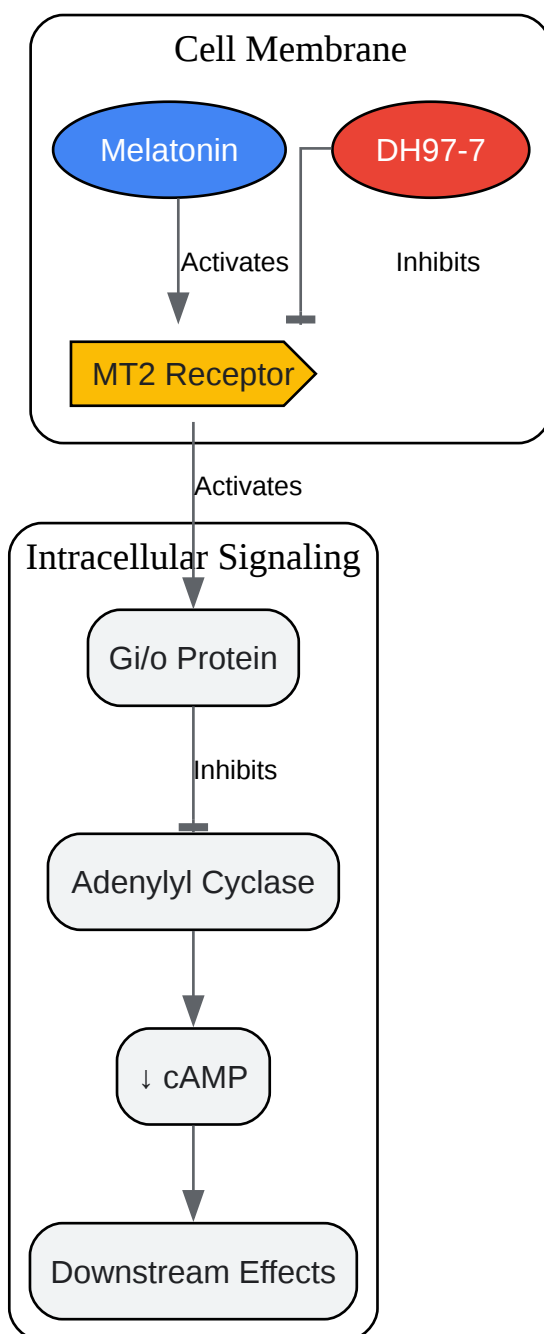 Cell Membrane
Melatonin
DH97-7
Activates
Inhibits
MT2 Receptor
Activates
Intracellular Signaling
Gi/o Protein
Inhibits
Adenylyl Cyclase
↓ cAMP
Downstream Effects